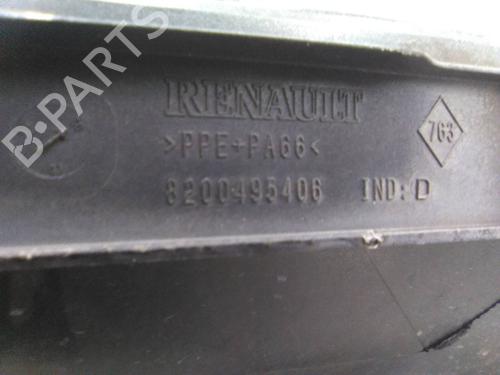 B-PARTS
RENAULT
>PPE+PA66<
763
8200495406 IND: D